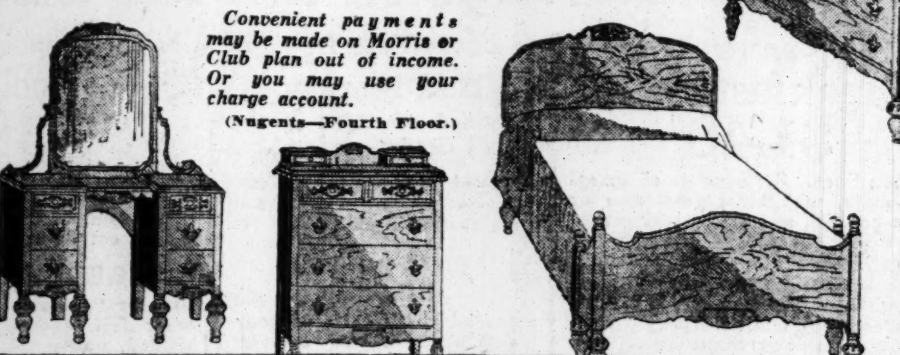 Convenient payments
may be made on Morris or
Club plan out of income.
Or you may use your
charge account.
(Nugents—Fourth Floor.)